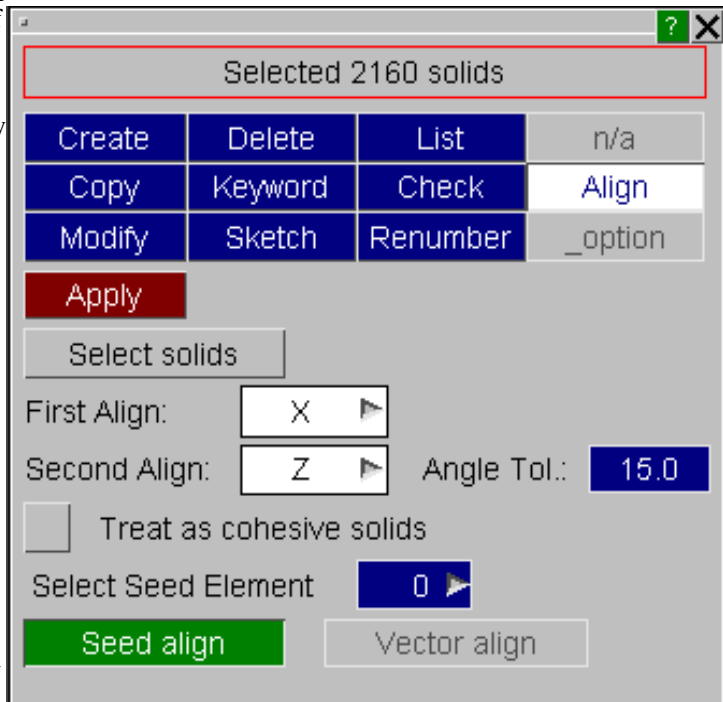 ?
Selected 2160 solids
Create Delete List n/a
Copy Keyword Check Align
Modify Sketch Renumber _option
Apply
Select solids
First Align: X
Second Align: Z Angle Tol.: 15.0
Treat as cohesive solids
Select Seed Element 0
Seed align Vector align